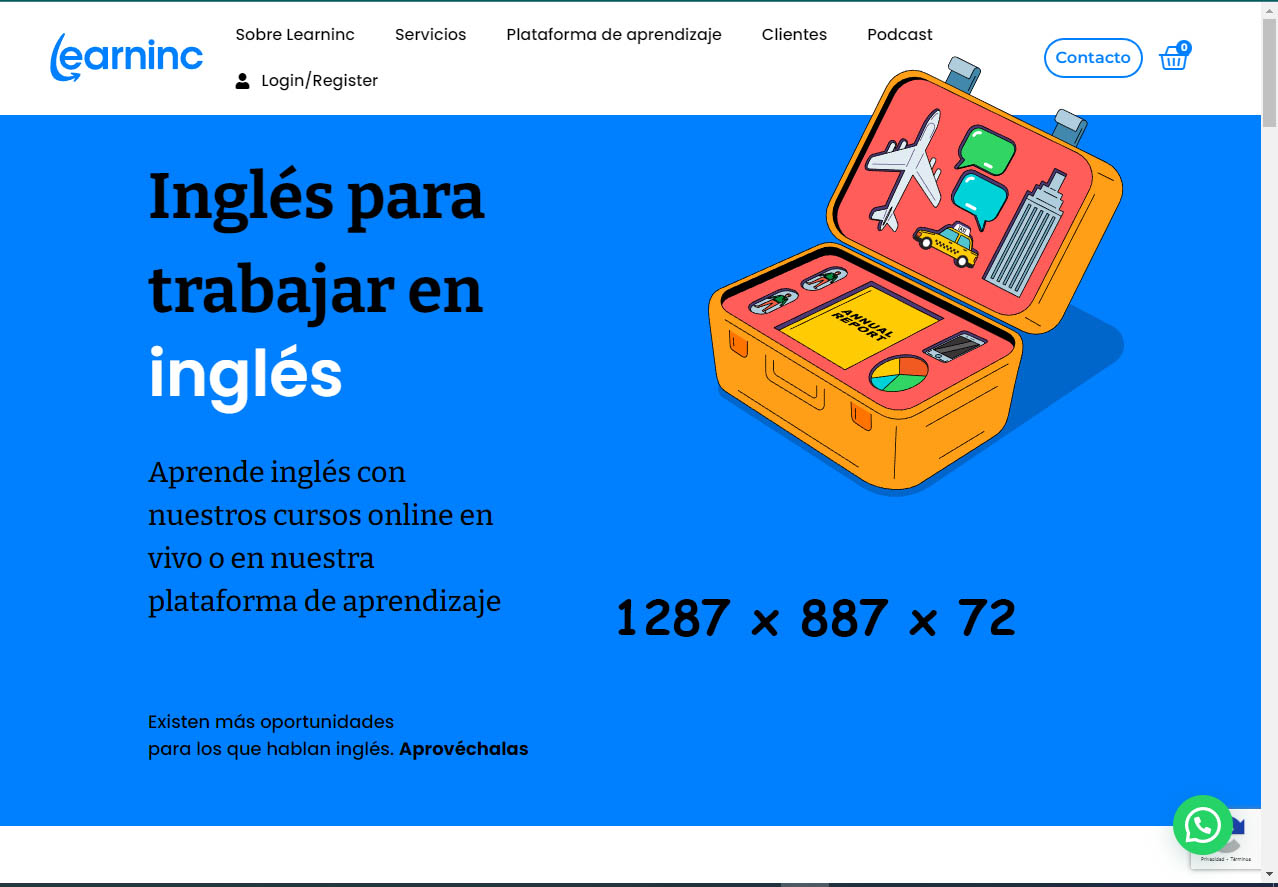 Learninc
Sobre Learninc Servicios Plataforma de aprendizaje Clientes Podcast
Login/Register
Contacto
0
Inglés para
trabajar en
inglés
TAXI
ANNUAL
REPORT
Aprende inglés con
nuestros cursos online en
vivo o en nuestra
plataforma de aprendizaje
1287 x 887 x 72
Existen más oportunidades
para los que hablan inglés. Aprovéchalas
Privacidad - Términos